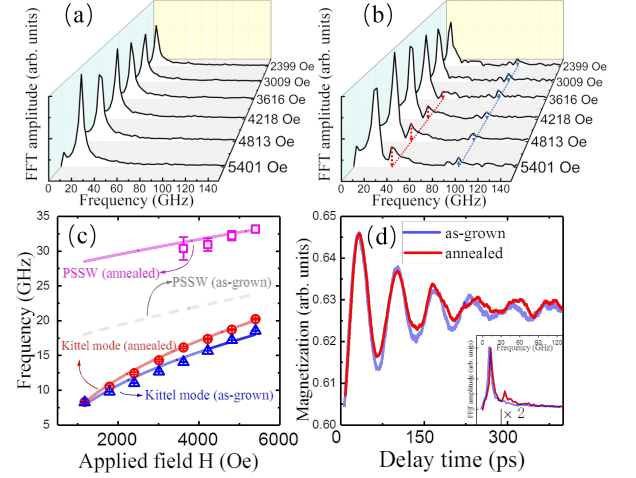 (a)
FFT amplitude (arb. units)
2399 Oe
3009 Oe
3616 Oe
4218 Oe
4813 Oe
5401 Oe
0 20 40 60 80 100 120 140
Frequency (GHz)
(b)
FFT amplitude (arb. units)
2399 Oe
3009 Oe
3616 Oe
4218 Oe
4813 Oe
5401 Oe
0 20 40 60 80 100 120 140
Frequency (GHz)
(c)
Frequency (GHz)
35
30
25
20
15
10
5
PSSW
(annealed)
PSSW (as-grown)
Kittel mode (annealed)
Kittel mode (as-grown)
0 2000 4000 6000
Applied field H (Oe)
(d)
Magnetization (arb. units)
0.65
0.64
0.63
0.62
0.61
0.60
as-grown
annealed
0 150 300
Delay time (ps)
0 40 80 120
Frequency (GHz)
FFT amplitude (arb. units)
× 2